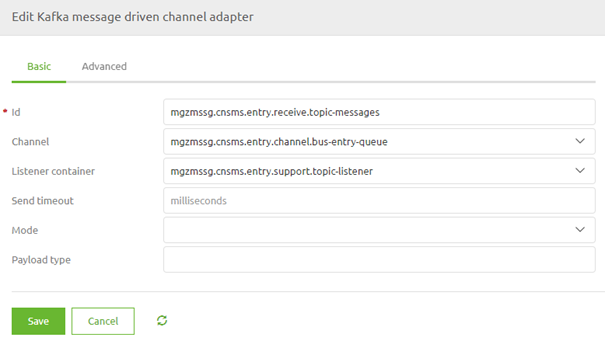 Edit Kafka message driven channel adapter
Basic Advanced
* Id mgzmssg.cnsms.entry.receive.topic-messages
Channel mgzmssg.cnsms.entry.channel.bus-entry-queue
Listener container mgzmssg.cnsms.entry.support.topic-listener
Send timeout milliseconds
Mode
Payload type
Save Cancel